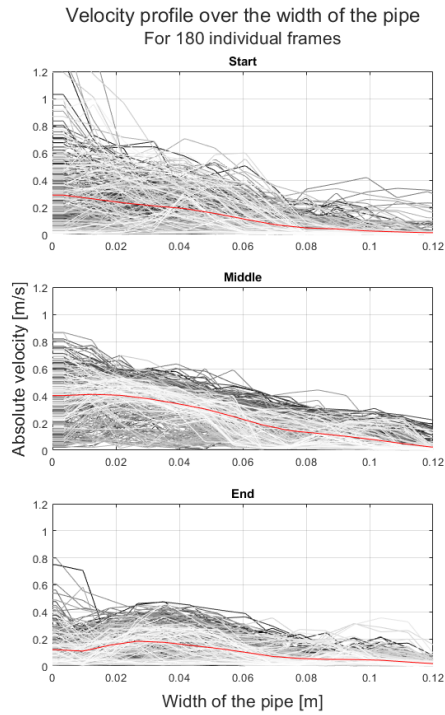 Velocity profile over the width of the pipe
For 180 individual frames
Start
1.2
1
0.8
0.6
0.4
0.2
0
0 0.02 0.04 0.06 0.08 0.1 0.12
Middle
1.2
1
0.8
0.6
0.4
0.2
0
0 0.02 0.04 0.06 0.08 0.1 0.12
Absolute velocity [m/s]
End
1.2
1
0.8
0.6
0.4
0.2
0
0 0.02 0.04 0.06 0.08 0.1 0.12
Width of the pipe [m]